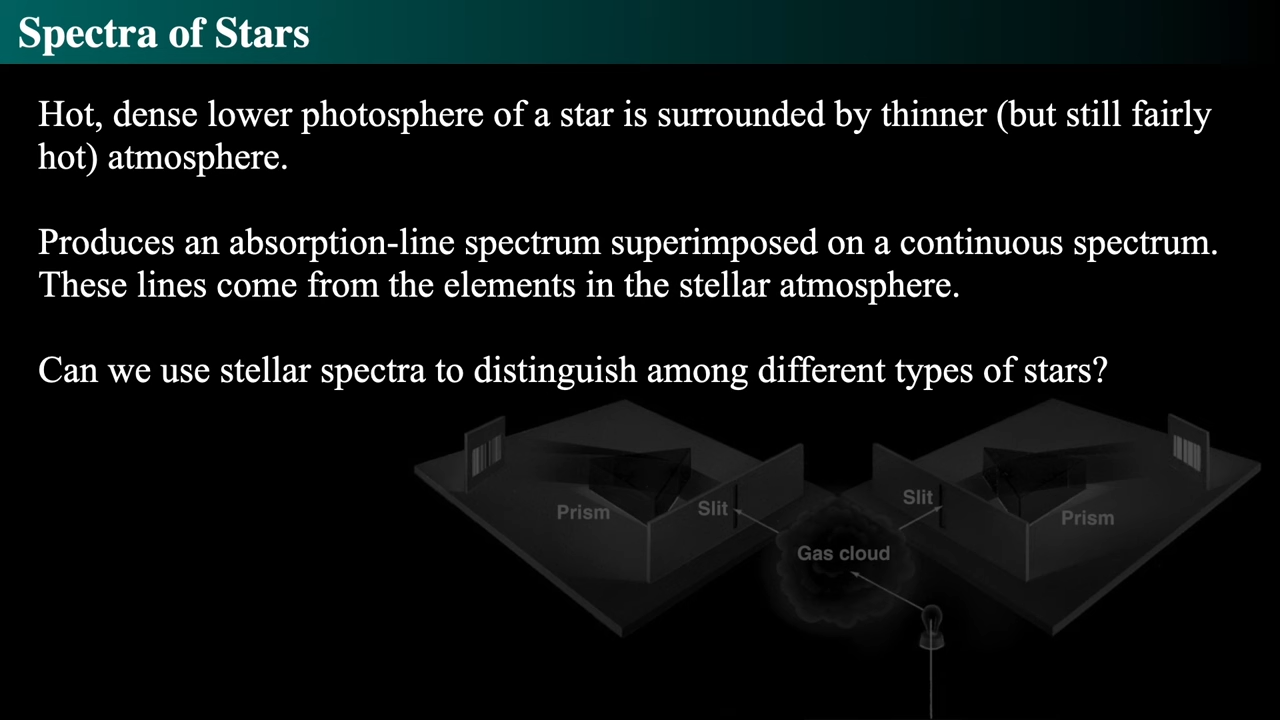 Spectra of Stars
Hot, dense lower photosphere of a star is surrounded by thinner (but still fairly
hot) atmosphere.
Produces an absorption-line spectrum superimposed on a continuous spectrum.
These lines come from the elements in the stellar atmosphere.
Can we use stellar spectra to distinguish among different types of stars?
Prism
Slit
Gas cloud
Slit
Prism